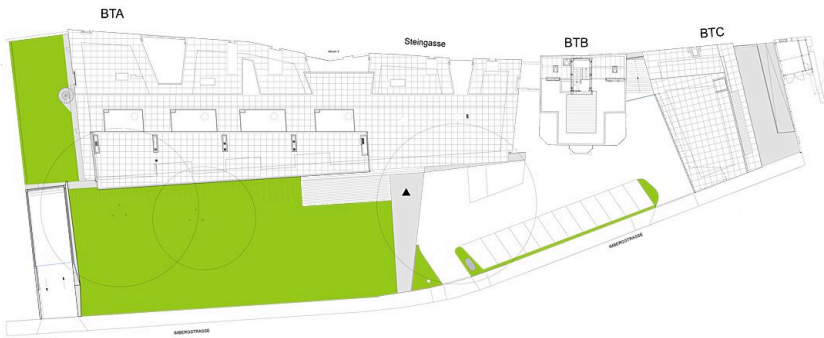 BTA
Steingasse
BTB
BTC
IMBERGSTRASSE
IMBERGSTRASSE